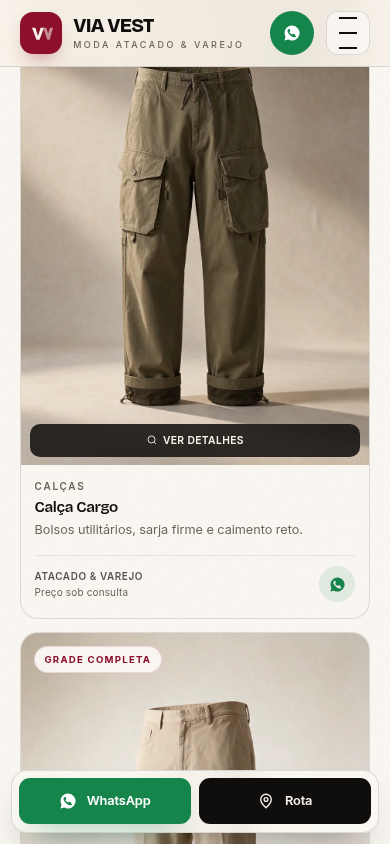 VIA VEST
MODA ATACADO & VAREJO
VER DETALHES
CALÇAS
Calça Cargo
Bolsos utilitários, sarja firme e caimento reto.
ATACADO & VAREJO
Preço sob consulta
GRADE COMPLETA
WhatsApp
Rota